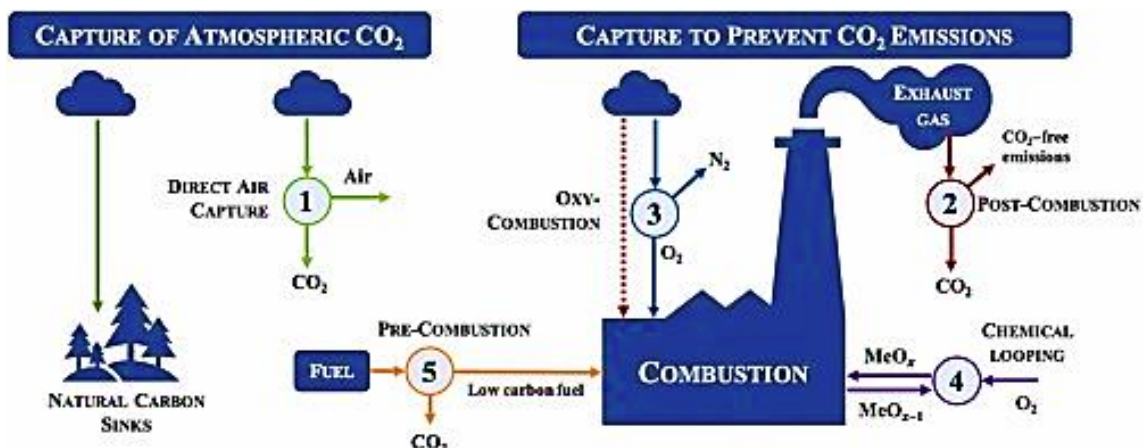 CAPTURE OF ATMOSPHERIC CO₂
CAPTURE TO PREVENT CO₂ EMISSIONS
EXHAUST
GAS
CO₂-free
emissions
N₂
DIRECT AIR
CAPTURE
1
Air
OXY-
COMBUSTION
3
2
POST-COMBUSTION
O₂
CO₂
CO₂
PRE-COMBUSTION
CHEMICAL
LOOPING
FUEL
5
Low carbon fuel
COMBUSTION
MeOₓ
MeOₓ₋₁
4
O₂
NATURAL CARBON
SINKS
CO₂